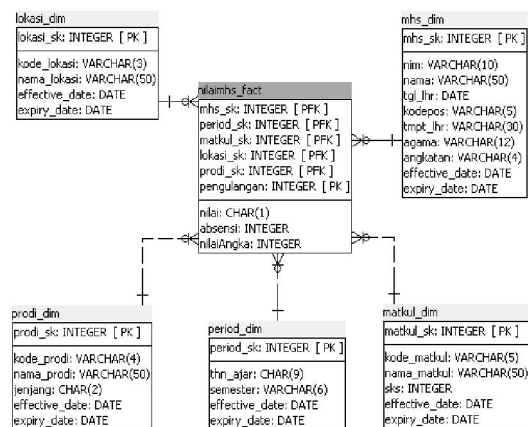 lokasi_dim
lokasi_sk: INTEGER [ PK ]
kode_lokasi: VARCHAR(3)
nama_lokasi: VARCHAR(50)
effective_date: DATE
expiry_date: DATE
mhs_dim
mhs_sk: INTEGER [ PK ]
nim: VARCHAR(10)
nama: VARCHAR(50)
tgl_lhr: DATE
kodepos: VARCHAR(5)
tmpt_lhr: VARCHAR(30)
agama: VARCHAR(12)
angkatan: VARCHAR(4)
effective_date: DATE
expiry_date: DATE
nilaimhs_fact
mhs_sk: INTEGER [ PFK ]
period_sk: INTEGER [ PFK ]
matkul_sk: INTEGER [ PFK ]
lokasi_sk: INTEGER [ PFK ]
prodi_sk: INTEGER [ PFK ]
pengulangan: INTEGER [ PK ]
nilai: CHAR(1)
absensi: INTEGER
nilaiAngka: INTEGER
prodi_dim
prodi_sk: INTEGER [ PK ]
kode_prodi: VARCHAR(4)
nama_prodi: VARCHAR(50)
jenjang: CHAR(2)
effective_date: DATE
expiry_date: DATE
period_dim
period_sk: INTEGER [ PK ]
thn_ajar: CHAR(9)
semester: VARCHAR(6)
effective_date: DATE
expiry_date: DATE
matkul_dim
matkul_sk: INTEGER [ PK ]
kode_matkul: VARCHAR(5)
nama_matkul: VARCHAR(50)
sks: INTEGER
effective_date: DATE
expiry_date: DATE